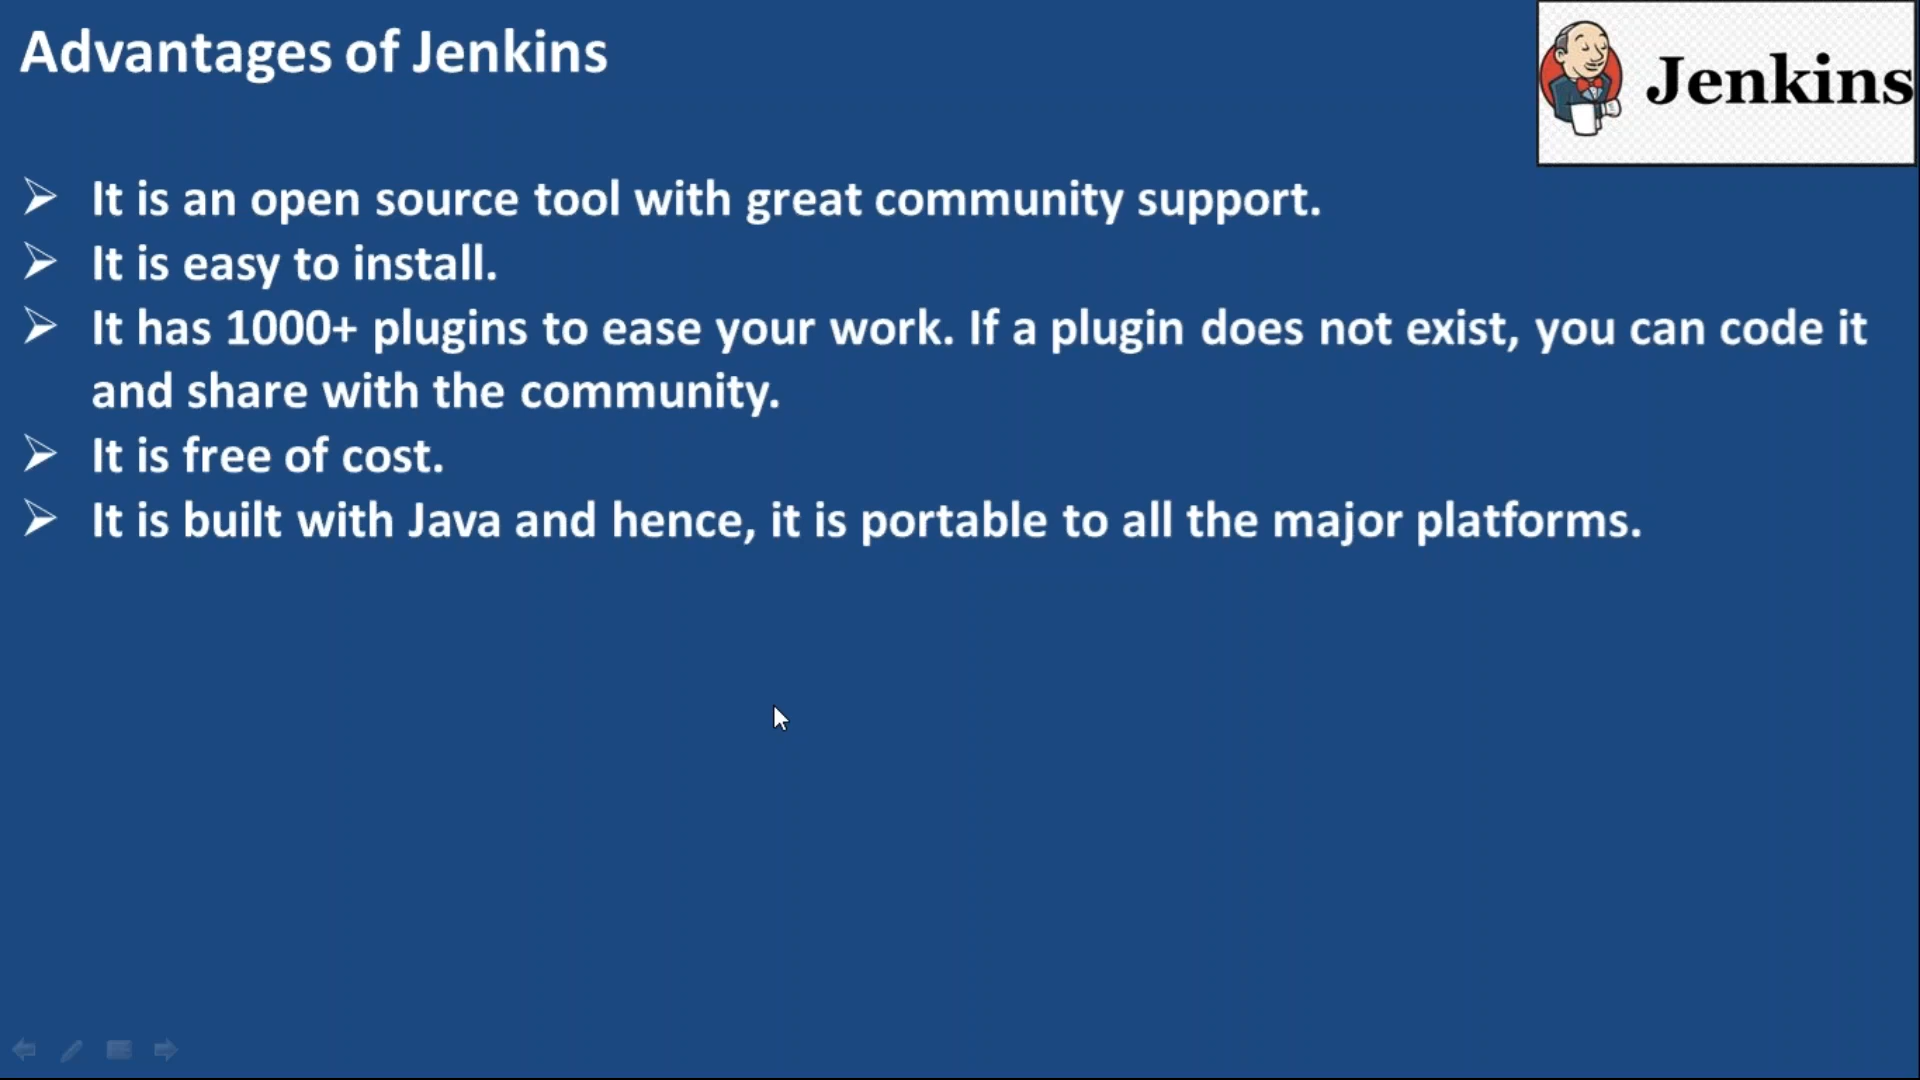 Advantages of Jenkins
Jenkins
It is an open source tool with great community support.
It is easy to install.
It has 1000+ plugins to ease your work. If a plugin does not exist, you can code it
and share with the community.
It is free of cost.
It is built with Java and hence, it is portable to all the major platforms.